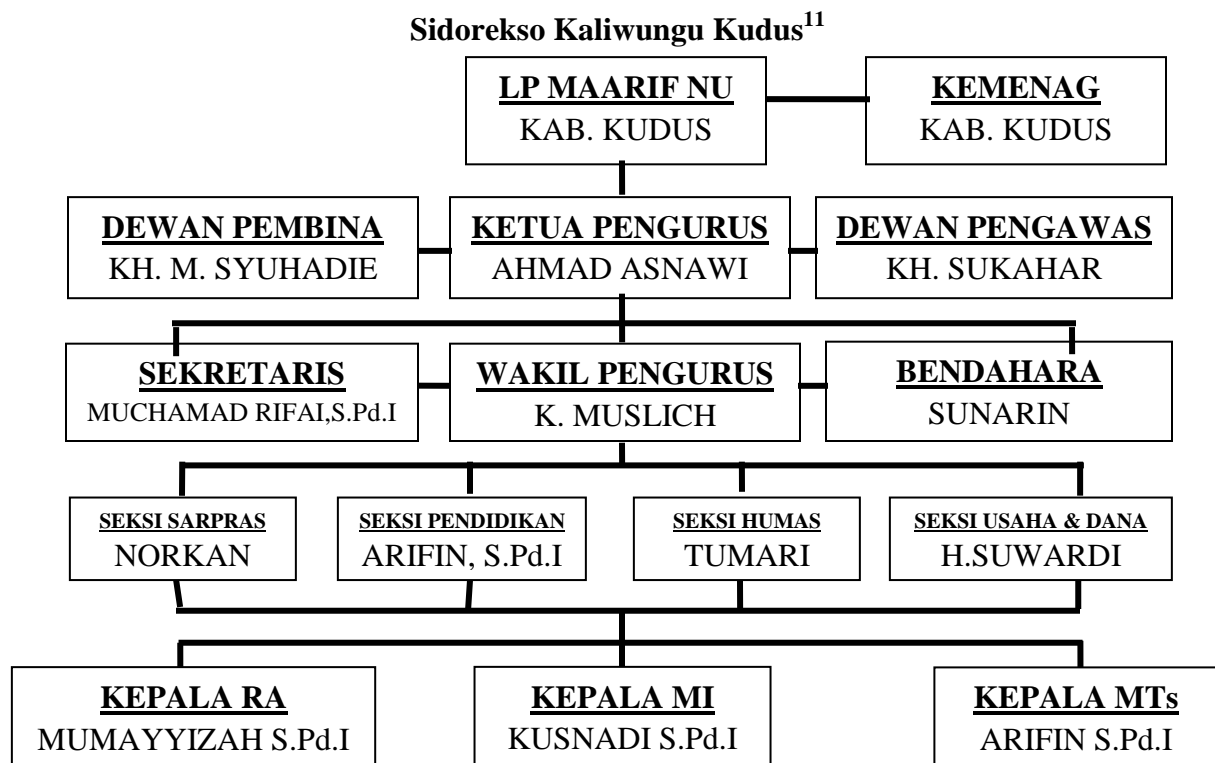 Sidorekso Kaliwungu Kudus11
LP MAARIF NU
KAB. KUDUS
KEMENAG
KAB. KUDUS
DEWAN PEMBINA
KH. M. SYUHADIE
KETUA PENGURUS
AHMAD ASNAWI
DEWAN PENGAWAS
KH. SUKAHAR
SEKRETARIS
MUCHAMAD RIFAI,S.Pd.I
WAKIL PENGURUS
K. MUSLICH
BENDAHARA
SUNARIN
SEKSI SARPRAS
NORKAN
SEKSI PENDIDIKAN
ARIFIN, S.Pd.I
SEKSI HUMAS
TUMARI
SEKSI USAHA & DANA
H.SUWARDI
KEPALA RA
MUMAYYIZAH S.Pd.I
KEPALA MI
KUSNADI S.Pd.I
KEPALA MTs
ARIFIN S.Pd.I